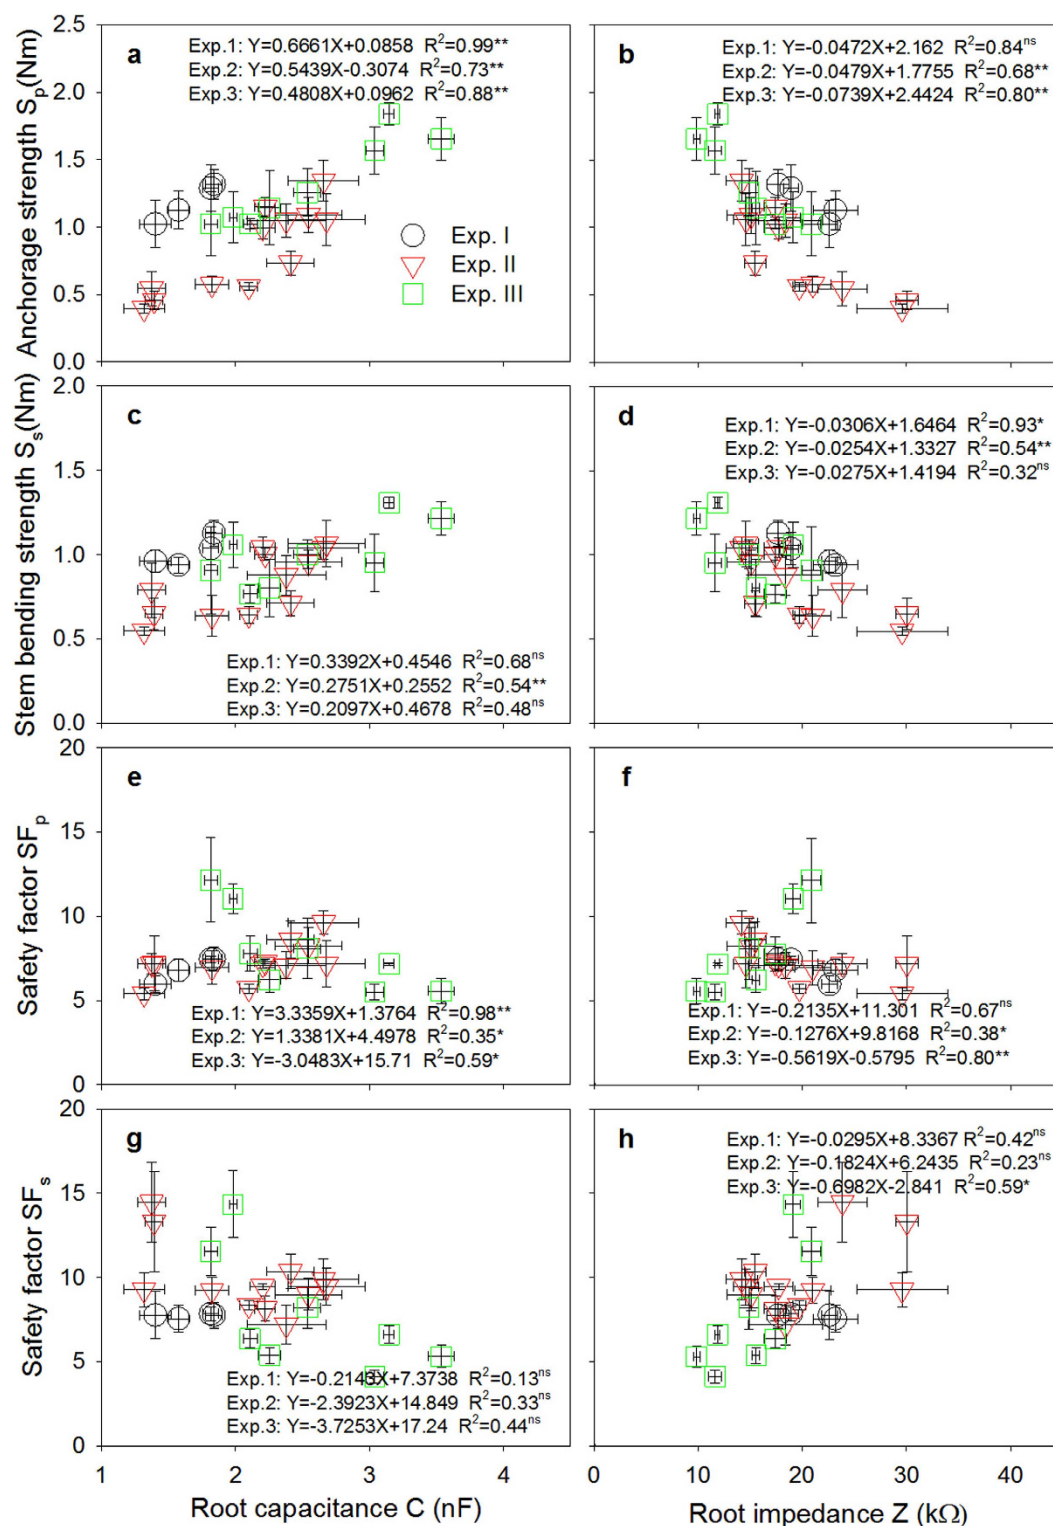 Anchorage strength Sp(Nm)
2.5
2.0
1.5
1.0
0.5
0.0
a
Exp.1: Y=0.6661X+0.0858 R²=0.99**
Exp.2: Y=0.5439X-0.3074 R²=0.73**
Exp.3: Y=0.4808X+0.0962 R²=0.88**
Exp. I
Exp. II
Exp. III
b
Exp.1: Y=-0.0472X+2.162 R²=0.84ns
Exp.2: Y=-0.0479X+1.7755 R²=0.68**
Exp.3: Y=-0.0739X+2.4424 R²=0.80**
Stem bending strength Ss(Nm)
2.0
1.5
1.0
0.5
0.0
c
Exp.1: Y=0.3392X+0.4546 R²=0.68ns
Exp.2: Y=0.2751X+0.2552 R²=0.54**
Exp.3: Y=0.2097X+0.4678 R²=0.48ns
d
Exp.1: Y=-0.0306X+1.6464 R²=0.93*
Exp.2: Y=-0.0254X+1.3327 R²=0.54**
Exp.3: Y=-0.0275X+1.4194 R²=0.32ns
Safety factor SFp
20
15
10
5
0
e
Exp.1: Y=3.3359X+1.3764 R²=0.98**
Exp.2: Y=1.3381X+4.4978 R²=0.35*
Exp.3: Y=-3.0483X+15.71 R²=0.59*
f
Exp.1: Y=-0.2135X+11.301 R²=0.67ns
Exp.2: Y=-0.1276X+9.8168 R²=0.38*
Exp.3: Y=-0.5619X-0.5795 R²=0.80**
Safety factor SFs
20
15
10
5
0
g
Exp.1: Y=-0.2143X+7.3738 R²=0.13ns
Exp.2: Y=-2.3923X+14.849 R²=0.33ns
Exp.3: Y=-3.7253X+17.24 R²=0.44ns
h
Exp.1: Y=-0.0295X+8.3367 R²=0.42ns
Exp.2: Y=-0.1824X+6.2435 R²=0.23ns
Exp.3: Y=-0.6982X-2.841 R²=0.59*
1 2 3 4
0 10 20 30 40
Root capacitance C (nF)
Root impedance Z (kΩ)